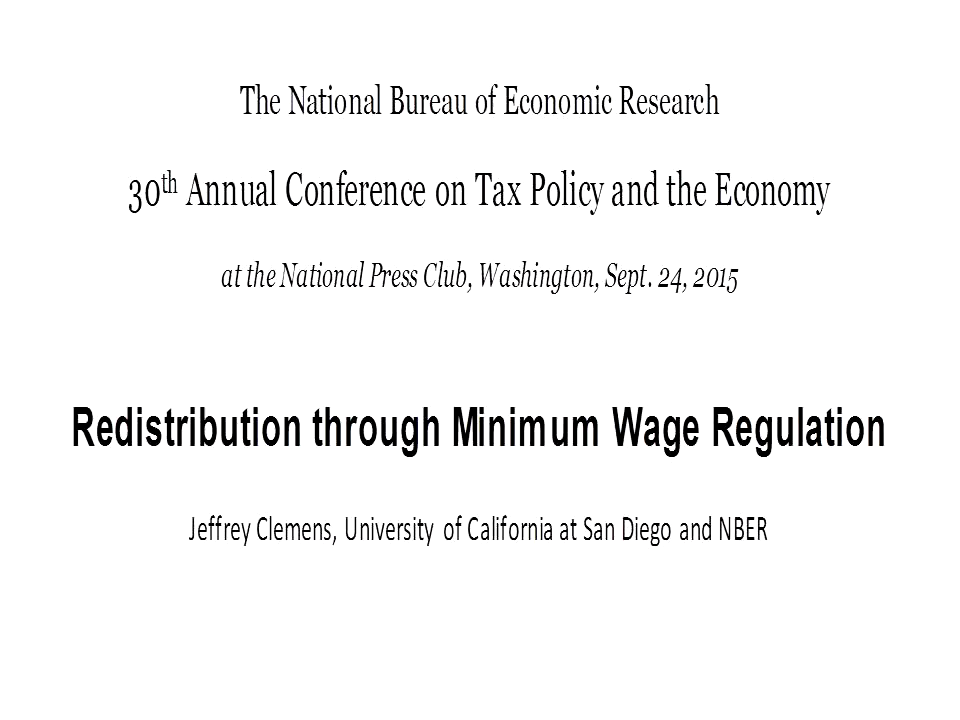 The National Bureau of Economic Research
30th Annual Conference on Tax Policy and the Economy
at the National Press Club, Washington, Sept. 24, 2015
Redistribution through Minimum Wage Regulation
Jeffrey Clemens, University of California at San Diego and NBER